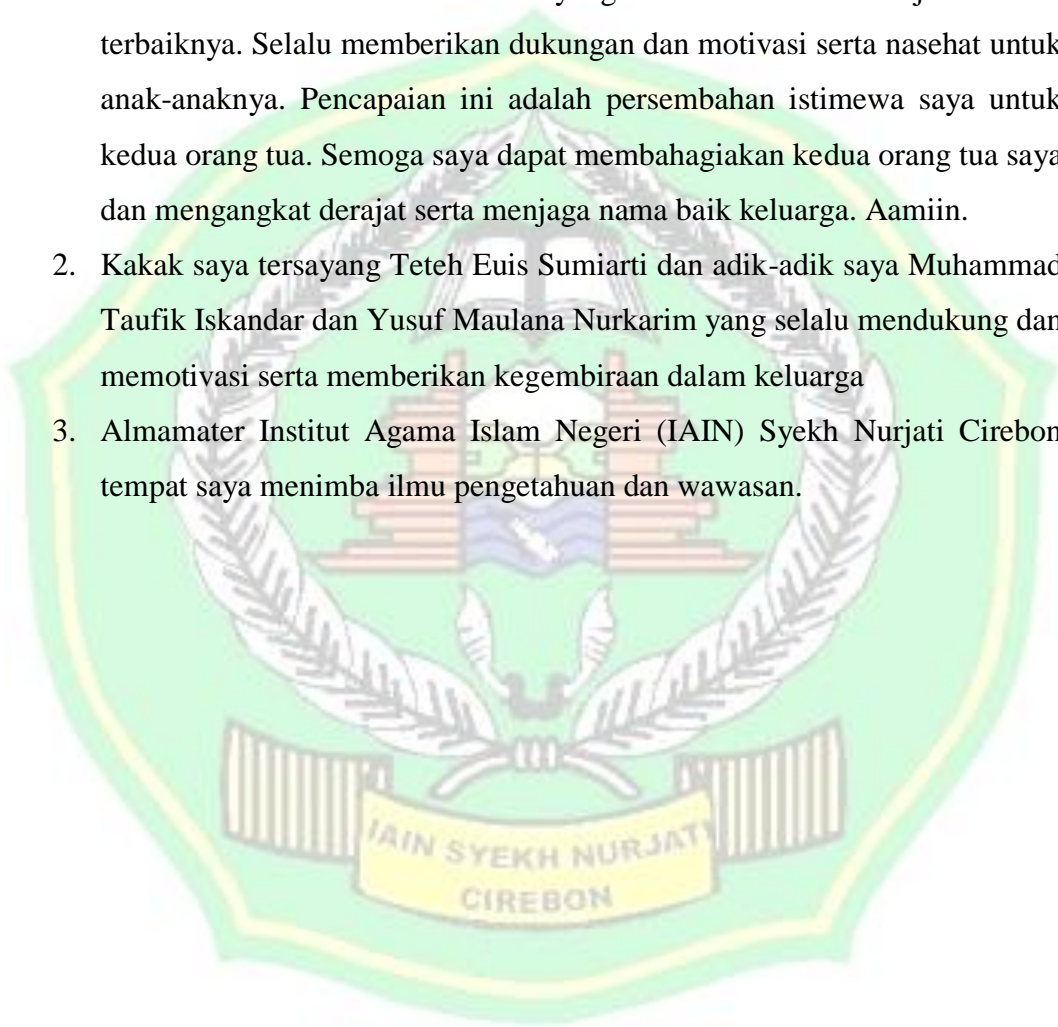 terbaiknya. Selalu memberikan dukungan dan motivasi serta nasehat untuk
anak-anaknya. Pencapaian ini adalah persembahan istimewa saya untuk
kedua orang tua. Semoga saya dapat membahagiakan kedua orang tua saya
dan mengangkat derajat serta menjaga nama baik keluarga. Aamiin.
2. Kakak saya tersayang Teteh Euis Sumiarti dan adik-adik saya Muhammad
Taufik Iskandar dan Yusuf Maulana Nurkarim yang selalu mendukung dan
memotivasi serta memberikan kegembiraan dalam keluarga
3. Almamater Institut Agama Islam Negeri (IAIN) Syekh Nurjati Cirebon
tempat saya menimba ilmu pengetahuan dan wawasan.
IAIN SYEKH NURJATI
CIREBON